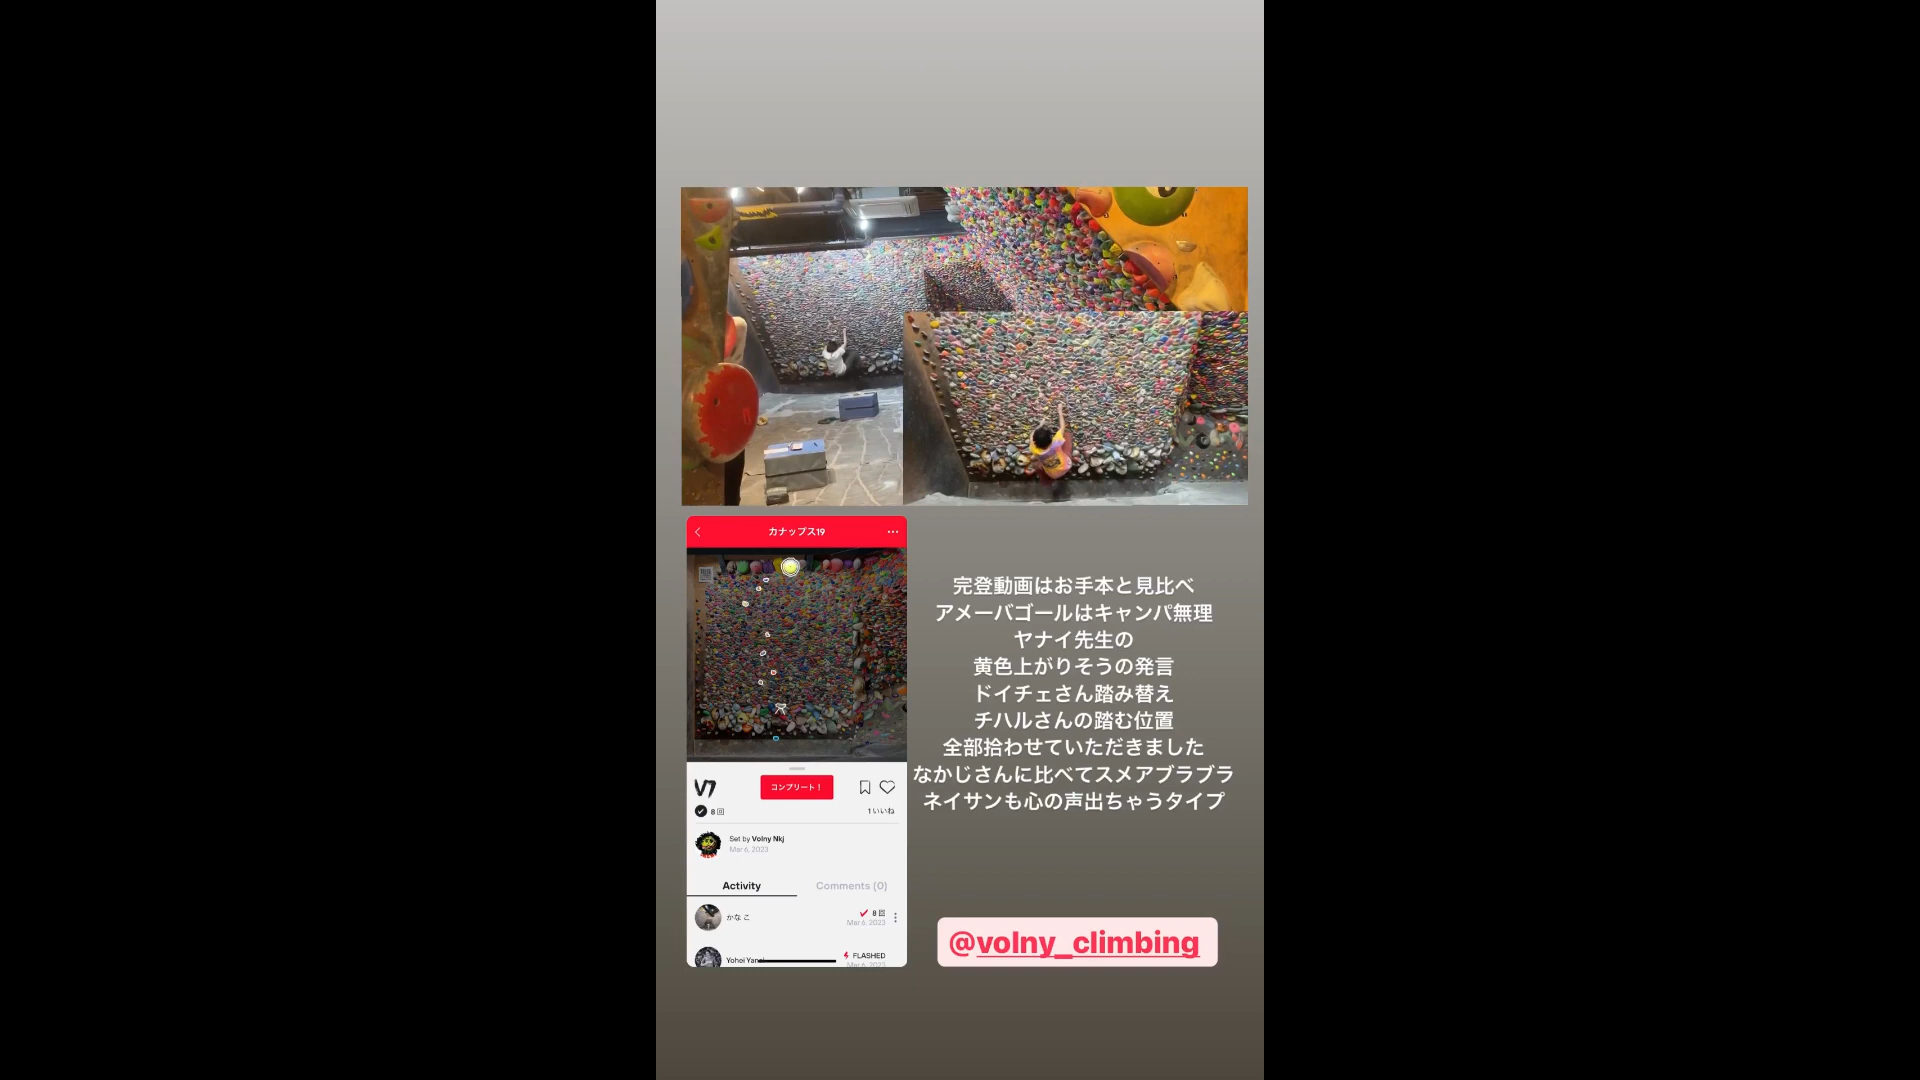 カナップス19
完登動画はお手本と見比べ
アメーバゴールはキャンパ無理
ヤナイ先生の
黄色上がりそうの発言
ドイチェさん踏み替え
チハルさんの踏む位置
全部拾わせていただきました
なかじさんに比べてスメアブラブラ
ネイサンも心の声出ちゃうタイプ
V7
コンプリート！
8 回
1 いいね
Set by Volny Nkj
Mar 6, 2023
Activity
Comments (0)
かな こ
8 回
Mar 6, 2023
Yohei
FLASHED
Mar 6, 2023
@volny_climbing